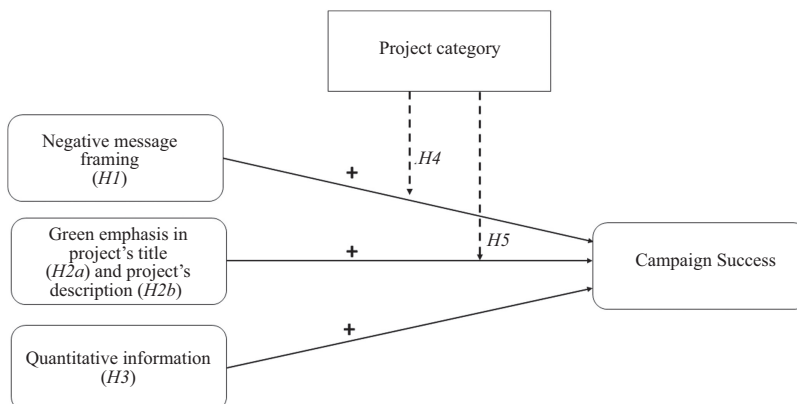 Project category
Negative message
framing
(H1)
+
.H4
Green emphasis in
project's title
(H2a) and project's
description (H2b)
+
H5
Campaign Success
+
Quantitative information
(H3)